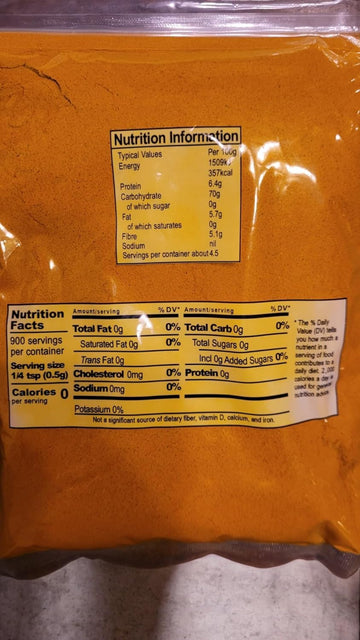 Nutrition Information
Typical Values Per 100g
Energy 1509kj
357kcal
Protein 6.4g
Carbohydrate 70g
of which sugar 0g
Fat 5.7g
of which saturates 0g
Fibre 5.1g
Sodium nil
Servings per container about 4.5
Nutrition
Facts
900 servings
per container
Serving size
1/4 tsp (0.5g)
Calories 0
per serving
Amount/serving % DV*
Total Fat 0g 0%
Saturated Fat 0g 0%
Trans Fat 0g
Cholesterol 0mg 0%
Sodium 0mg 0%
Potassium 0%
Amount/serving % DV*
Total Carb 0g 0%
Total Sugars 0g
Incl 0g Added Sugars 0%
Protein 0g
Not a significant source of dietary fiber, vitamin D, calcium, and iron.
* The % Daily
Value (DV) tells
you how much a
nutrient in a
serving of food
contributes to a
daily diet. 2,000
calories a day is
used for general
nutrition advice.